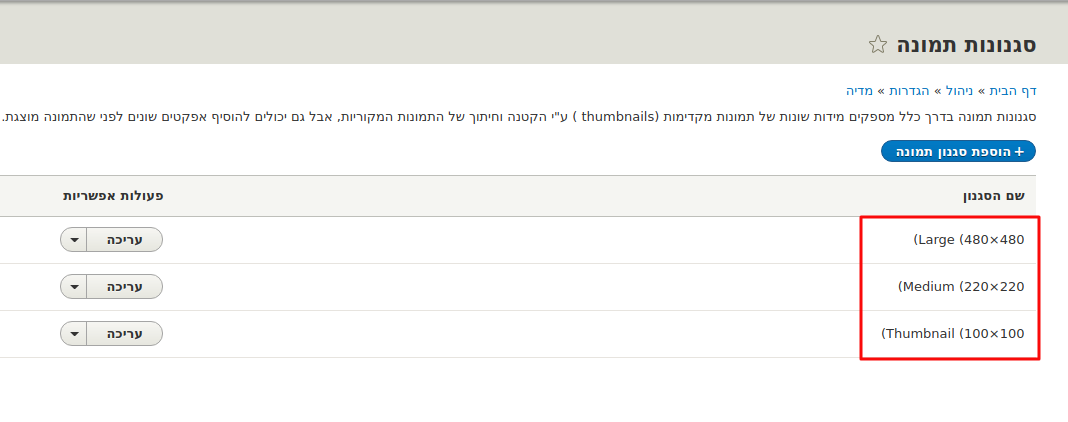 סגנונות תמונה
דף הבית » ניהול » הגדרות » מדיה
סגנונות תמונה בדרך כלל מספקים מידות שונות של תמונות מקדימות (thumbnails ) ע"י הקטנה וחיתוך של התמונות המקוריות, אבל גם יכולים להוסיף אפקטים שונים לפני שהתמונה מוצגת.
+ הוספת סגנון תמונה
שם הסגנון פעולות אפשריות
Large (480×480) עריכה
Medium (220×220) עריכה
Thumbnail (100×100) עריכה